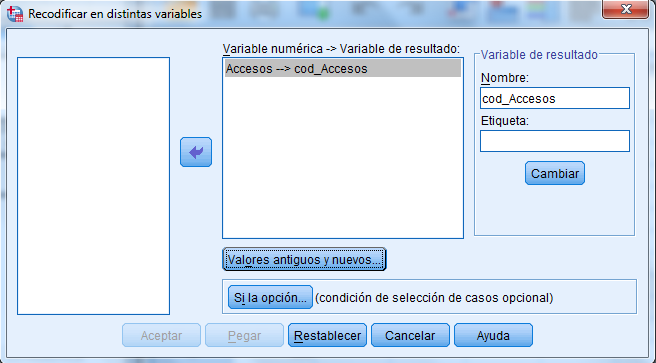 Recodificar en distintas variables
Variable numérica -> Variable de resultado:
Accesos --> cod_Accesos
Variable de resultado
Nombre:
cod_Accesos
Etiqueta:
Cambiar
Valores antiguos y nuevos...
Si la opción... (condición de selección de casos opcional)
Aceptar Pegar Restablecer Cancelar Ayuda